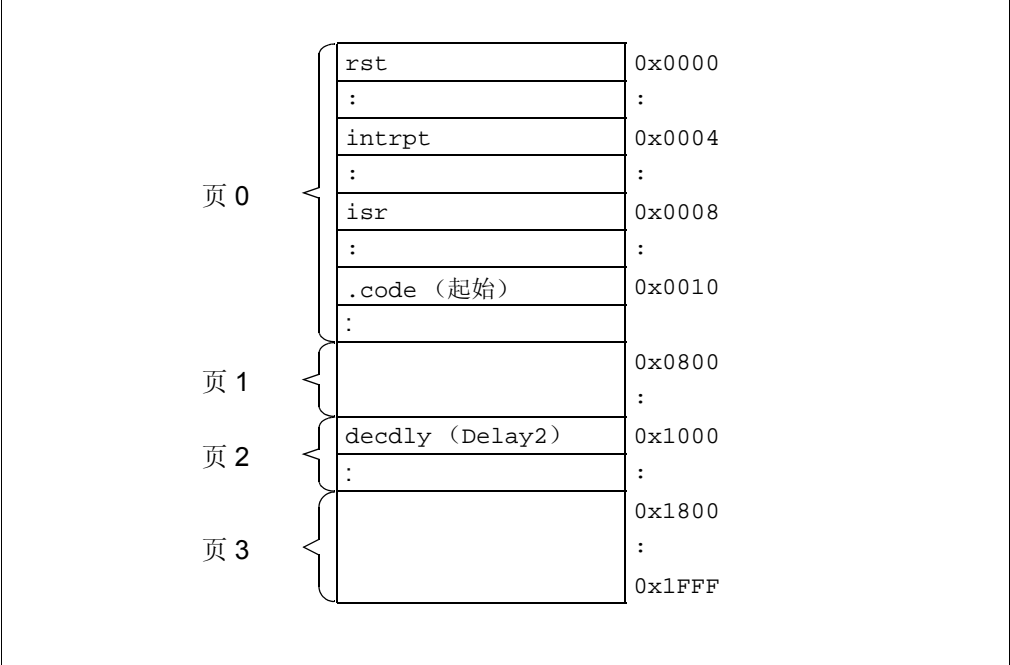 rst 0x0000
: :
intrpt 0x0004
: :
页 0
isr 0x0008
: :
.code （起始） 0x0010
:
0x0800
页 1
:
decdly （Delay2） 0x1000
页 2
: :
0x1800
页 3
:
0x1FFF